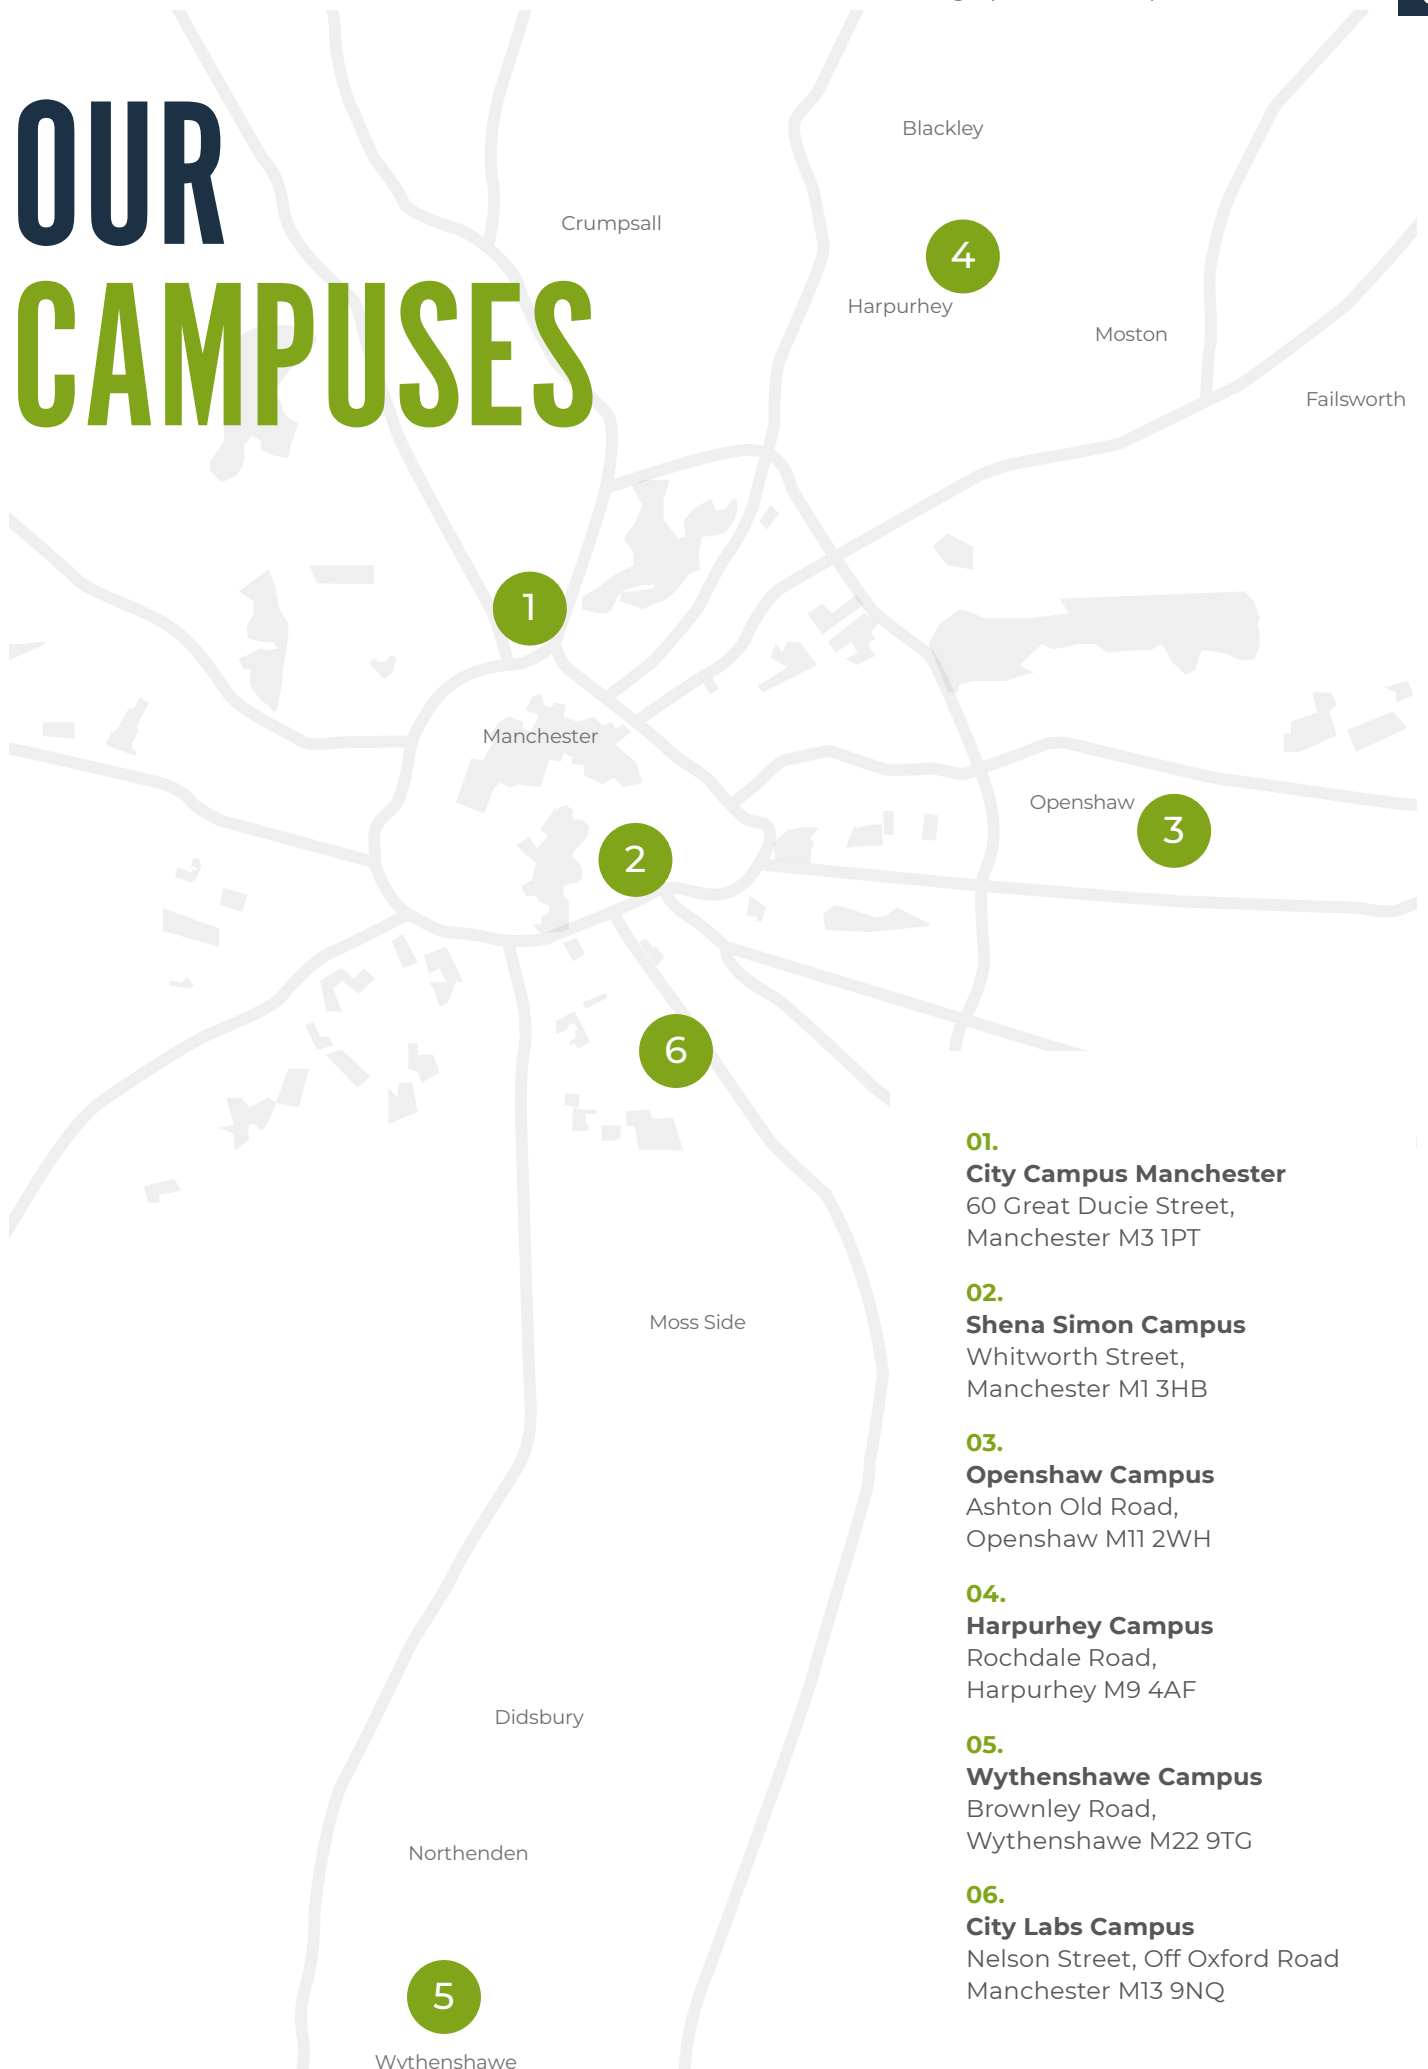 OUR
CAMPUSES
Blackley
Crumpsall
4
Harpurhey
Moston
Failsworth
1
Manchester
Openshaw
3
2
6
Moss Side
Didsbury
Northenden
5
Wythenshawe
01.
City Campus Manchester
60 Great Ducie Street,
Manchester M3 1PT
02.
Shena Simon Campus
Whitworth Street,
Manchester M1 3HB
03.
Openshaw Campus
Ashton Old Road,
Openshaw M11 2WH
04.
Harpurhey Campus
Rochdale Road,
Harpurhey M9 4AF
05.
Wythenshawe Campus
Brownley Road,
Wythenshawe M22 9TG
06.
City Labs Campus
Nelson Street, Off Oxford Road
Manchester M13 9NQ